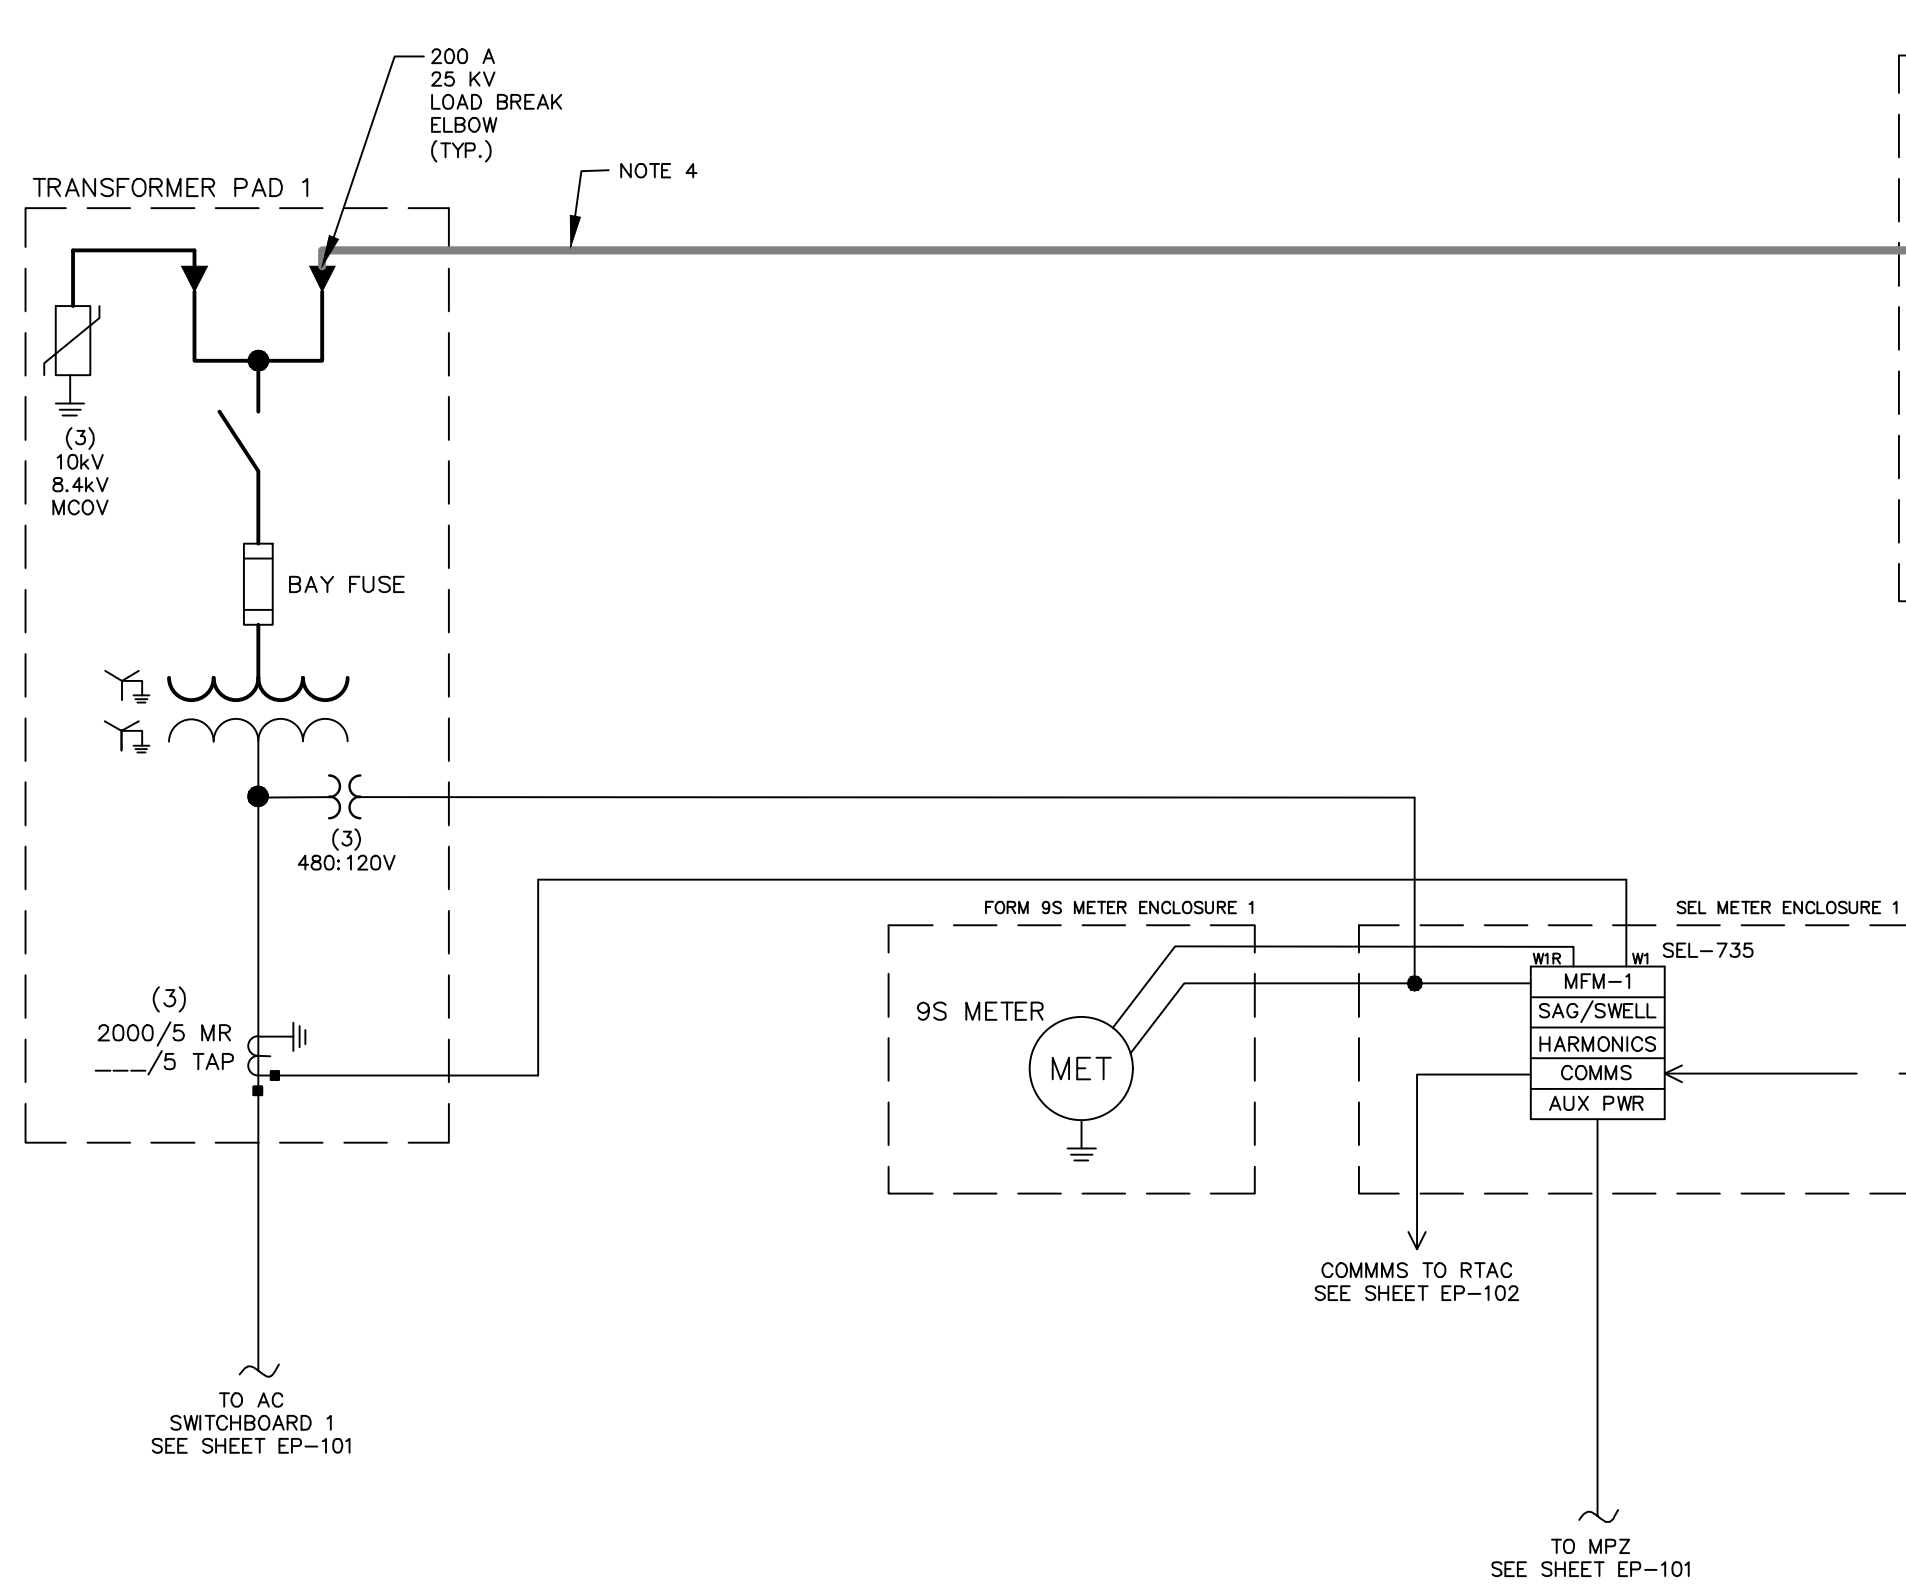 200 A
25 KV
LOAD BREAK
ELBOW
(TYP.)
NOTE 4
TRANSFORMER PAD 1
(3)
10kV
8.4kV
MCOV
BAY FUSE
(3)
480:120V
FORM 9S METER ENCLOSURE 1
SEL METER ENCLOSURE 1
SEL-735
W1R
W1
MFM-1
SAG/SWELL
HARMONICS
COMMS
AUX PWR
9S METER
MET
(3)
2000/5 MR
___/5 TAP
COMMMS TO RTAC
SEE SHEET EP-102
TO AC
SWITCHBOARD 1
SEE SHEET EP-101
TO MPZ
SEE SHEET EP-101